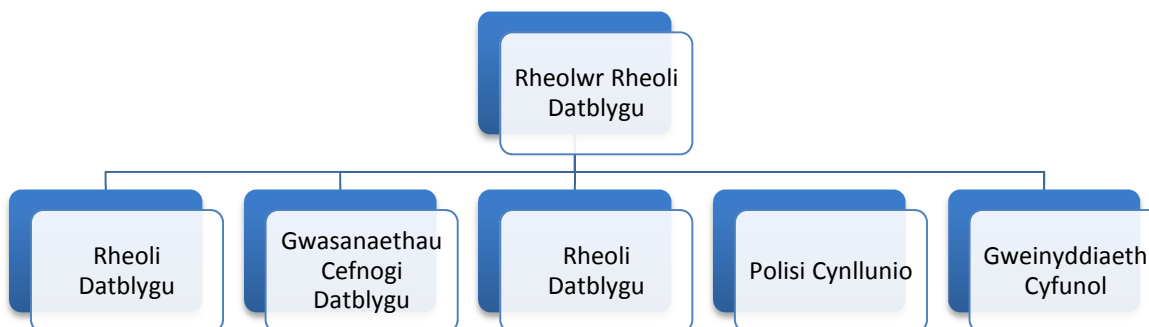 Rheolwr Rheoli
Datblygu
Rheoli
Datblygu
Gwasanaethau
Cefnogi
Datblygu
Rheoli
Datblygu
Polisi Cynllunio
Gweinyddiaeth
Cyfunol